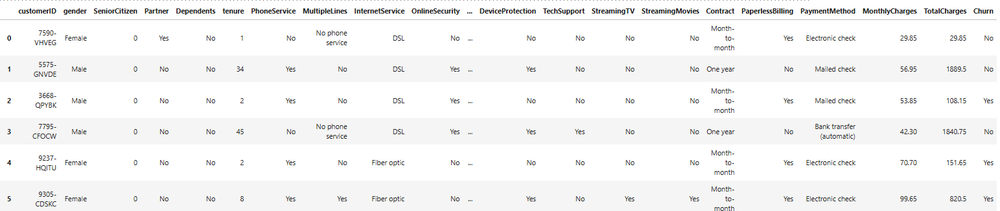 customerID gender SeniorCitizen Partner Dependents tenure PhoneService MultipleLines InternetService OnlineSecurity ... DeviceProtection TechSupport StreamingTV StreamingMovies Contract PaperlessBilling PaymentMethod MonthlyCharges TotalCharges Churn
0 7590-VHVEG Female 0 Yes No 1 No No phone service DSL No ... No No No No Month-to-month Yes Electronic check 29.85 29.85 No
1 5575-GNVDE Male 0 No No 34 Yes No DSL Yes ... Yes No No No One year No Mailed check 56.95 1889.5 No
2 3668-QPYBK Male 0 No No 2 Yes No DSL Yes ... No No No No Month-to-month Yes Mailed check 53.85 108.15 Yes
3 7795-CFOCW Male 0 No No 45 No No phone service DSL Yes ... Yes Yes No No One year No Bank transfer (automatic) 42.30 1840.75 No
4 9237-HQITU Female 0 No No 2 Yes No Fiber optic No ... No No No No Month-to-month Yes Electronic check 70.70 151.65 Yes
5 9305-CDSKC Female 0 No No 8 Yes Yes Fiber optic No ... Yes No Yes Yes Month-to-month Yes Electronic check 99.65 820.5 Yes